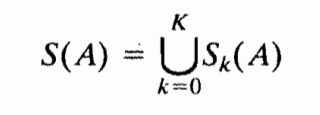 S(A) = ⋃_{k=0}^{K} S_k(A)